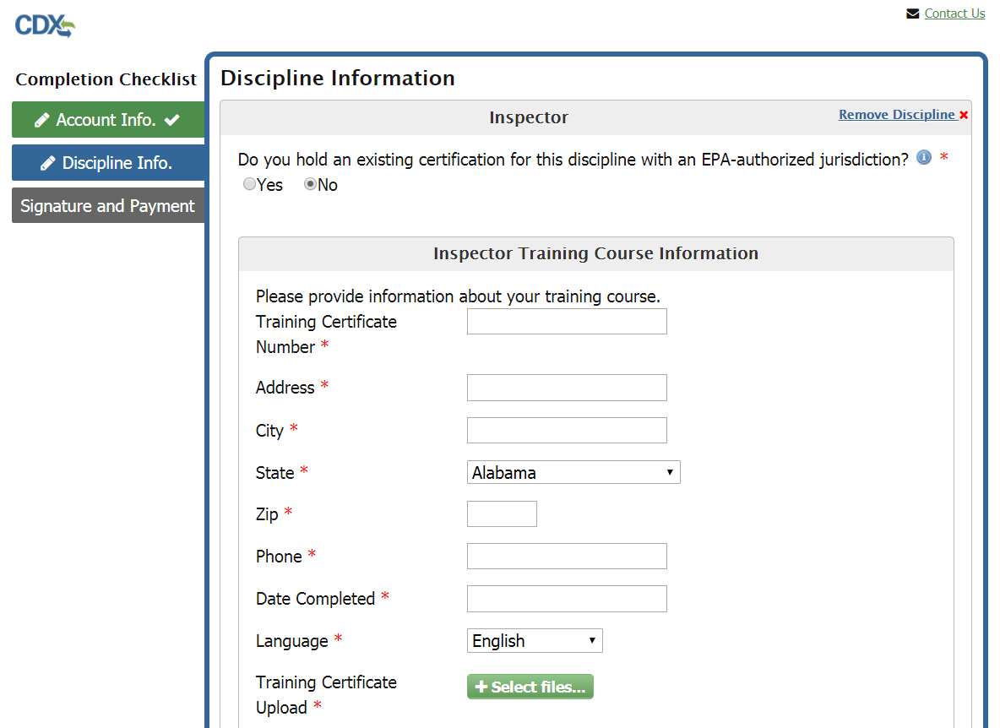 CDX
Contact Us
Completion Checklist
Account Info.
Discipline Info.
Signature and Payment
Discipline Information
Inspector
Remove Discipline
Do you hold an existing certification for this discipline with an EPA-authorized jurisdiction? *
Yes No
Inspector Training Course Information
Please provide information about your training course.
Training Certificate
Number *
Address *
City *
State * Alabama
Zip *
Phone *
Date Completed *
Language * English
Training Certificate
Upload *
+ Select files...